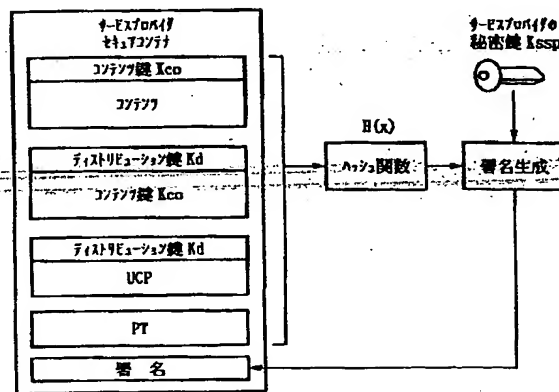 サービスプロバイダ
セキュアコンテナ
コンテンツ鍵 Kco
コンテンツ
ディストリビューション鍵 Kd
コンテンツ鍵 Kco
ディストリビューション鍵 Kd
UCP
PT
署 名
H(x)
ハッシュ関数
サービスプロバイダの
秘密鍵 Kssp
署名生成